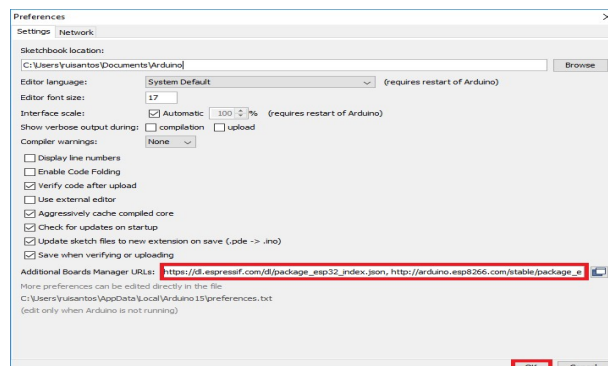 Preferences
Settings Network
Sketchbook location:
C:\Users\ruisantos\Documents\Arduino
Browse
Editor language: System Default (requires restart of Arduino)
Editor font size: 17
Interface scale: Automatic 100 % (requires restart of Arduino)
Show verbose output during: compilation upload
Compiler warnings: None
Display line numbers
Enable Code Folding
Verify code after upload
Use external editor
Aggressively cache compiled core
Check for updates on startup
Update sketch files to new extension on save (.pde -> .ino)
Save when verifying or uploading
Additional Boards Manager URLs: https://dl.espressif.com/dl/package_esp32_index.json, http://arduino.esp8266.com/stable/package_e
More preferences can be edited directly in the file
C:\Users\ruisantos\AppData\Local\Arduino15\preferences.txt
(edit only when Arduino is not running)